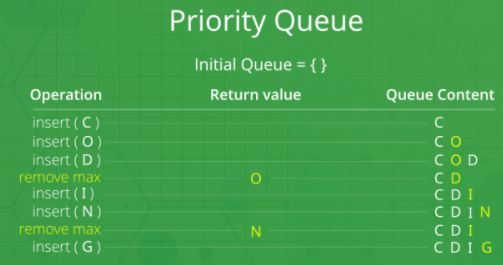 Priority Queue
Initial Queue = { }
Operation Return value Queue Content
insert ( C ) C
insert ( O ) C O
insert ( D ) C O D
remove max O C D
insert ( I ) C D I
insert ( N ) C D I N
remove max N C D I
insert ( G ) C D I G